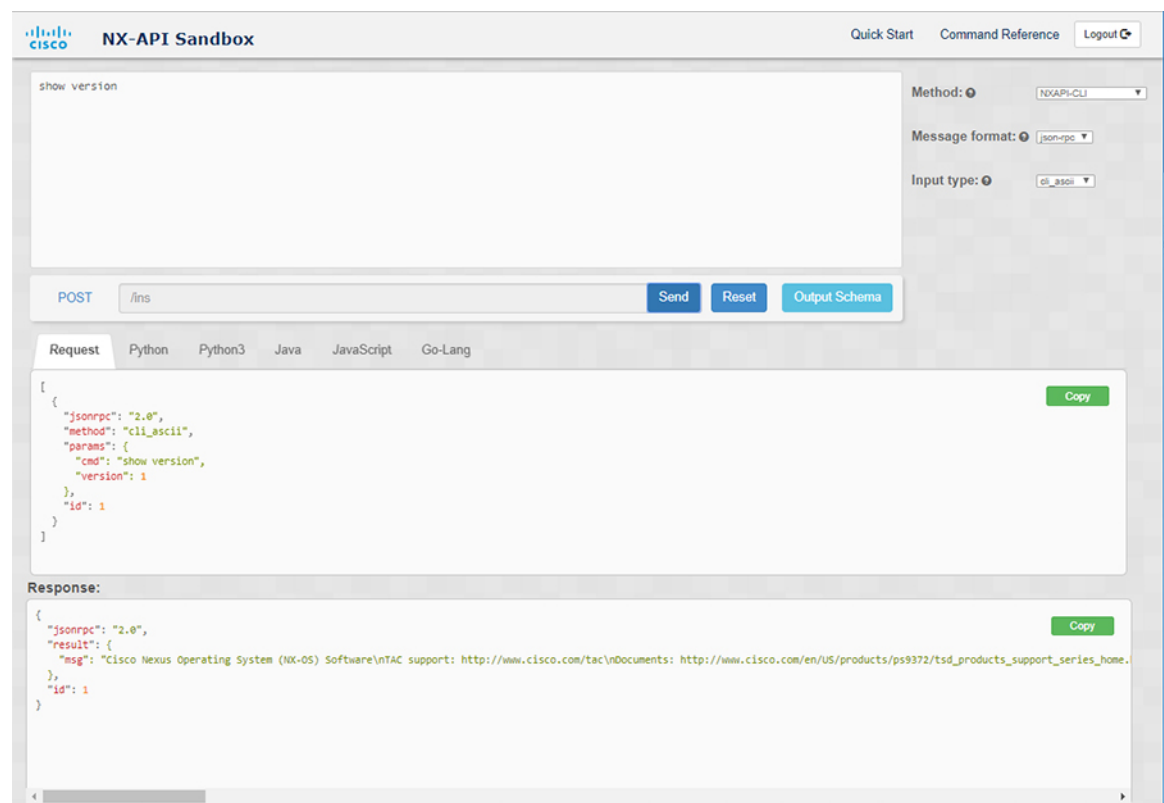 CISCO NX-API Sandbox Quick Start Command Reference Logout
show version
Method: NXAPI-CLI
Message format: json-rpc
Input type: cli_ascii
POST /ins Send Reset Output Schema
Request Python Python3 Java JavaScript Go-Lang
Copy
[
{
"jsonrpc": "2.0",
"method": "cli_ascii",
"params": {
"cmd": "show version",
"version": 1
},
"id": 1
}
]
Response:
Copy
{
"jsonrpc": "2.0",
"result": {
"msg": "Cisco Nexus Operating System (NX-OS) Software\nTAC support: http://www.cisco.com/tac\nDocuments: http://www.cisco.com/en/US/products/ps9372/tsd_products_support_series_home.
},
"id": 1
}